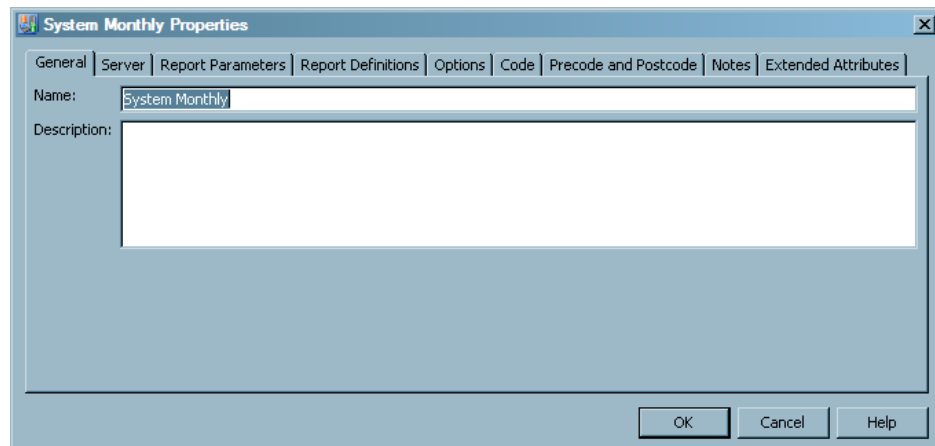 System Monthly Properties
General Server Report Parameters Report Definitions Options Code Precode and Postcode Notes Extended Attributes
Name: System Monthly
Description:
OK Cancel Help